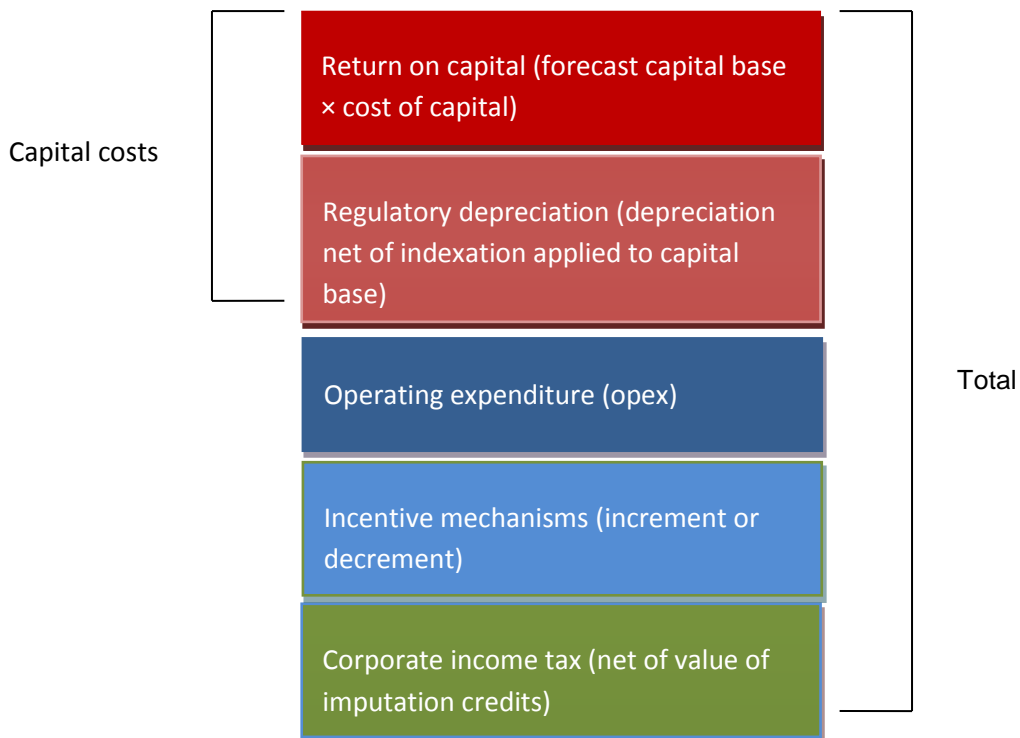 Return on capital (forecast capital base
× cost of capital)
Capital costs
Regulatory depreciation (depreciation
net of indexation applied to capital
base)
Operating expenditure (opex)
Total
Incentive mechanisms (increment or
decrement)
Corporate income tax (net of value of
imputation credits)